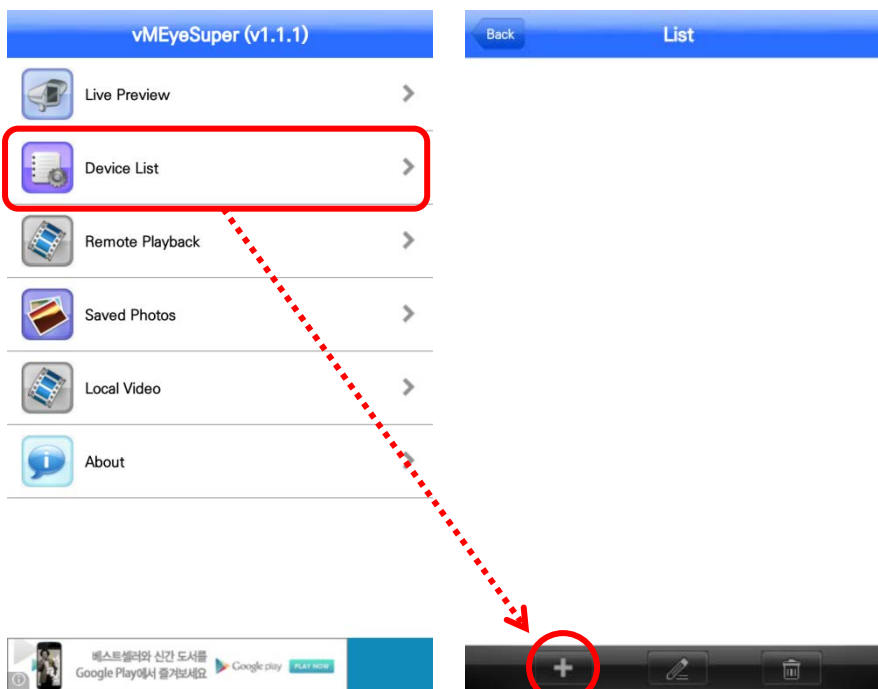 vMEyeSuper (v1.1.1)
Live Preview
Device List
Remote Playback
Saved Photos
Local Video
About
베스트셀러와 신간 도서를
Google Play에서 즐겨보세요
Google play
PLAY NOW
Back
List